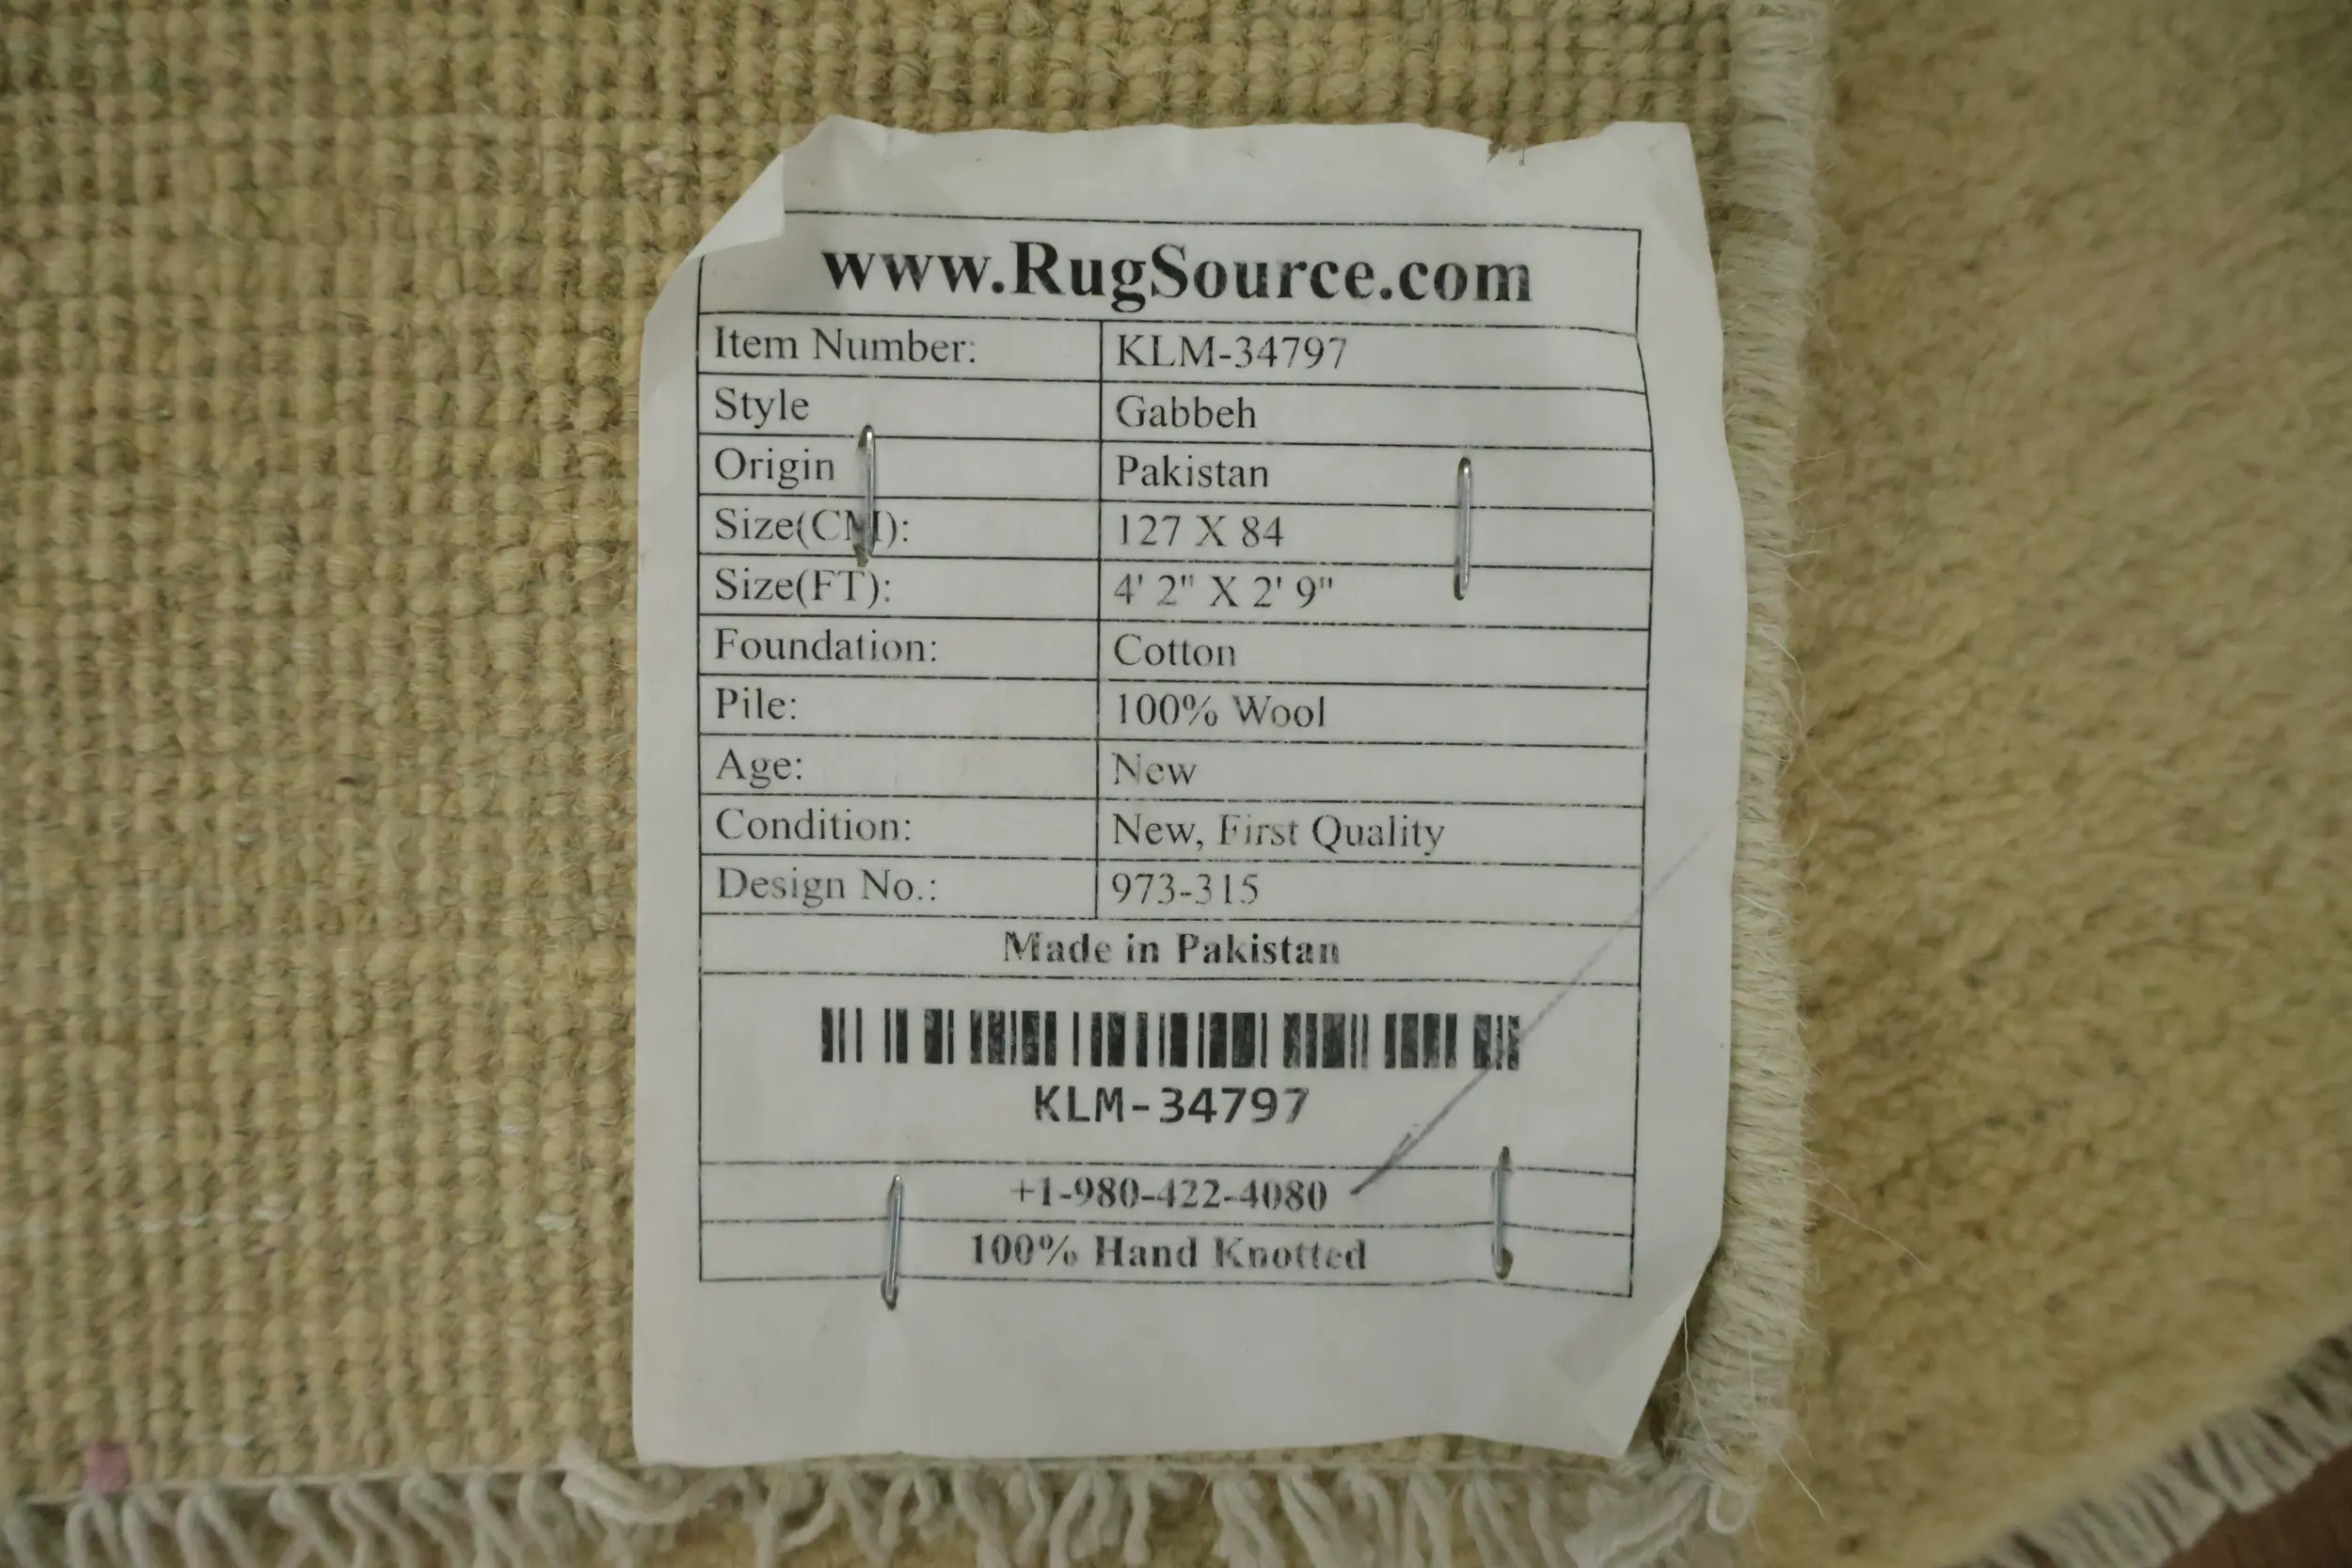 www.RugSource.com
Item Number: KLM-34797
Style Gabbeh
Origin Pakistan
Size(CM): 127 X 84
Size(FT): 4' 2" X 2' 9"
Foundation: Cotton
Pile: 100% Wool
Age: New
Condition: New, First Quality
Design No.: 973-315
Made in Pakistan
KLM-34797
+1-980-422-4080
100% Hand Knotted